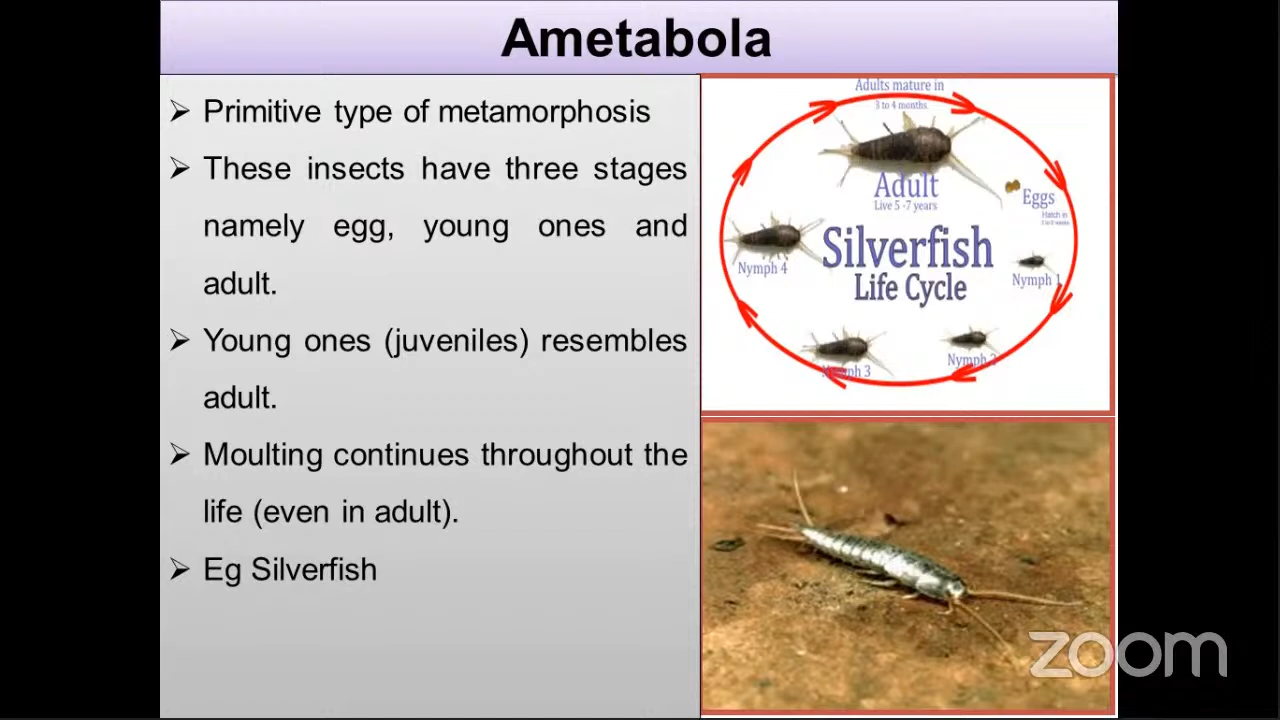 Ametabola
➢ Primitive type of metamorphosis
➢ These insects have three stages
namely egg, young ones and
adult.
➢ Young ones (juveniles) resembles
adult.
➢ Moulting continues throughout the
life (even in adult).
➢ Eg Silverfish
Adults mature in
3 to 4 months
Adult
Live 5 -7 years
Eggs
Hatch in
Nymph 1
Nymph 2
Nymph 3
Nymph 4
Silverfish
Life Cycle
zoom